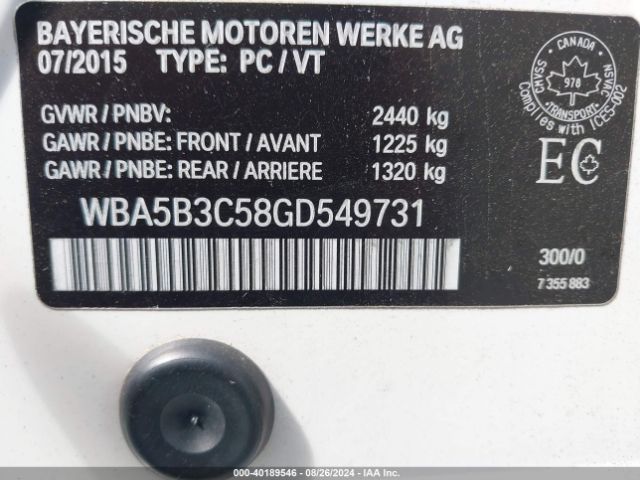 BAYERISCHE MOTOREN WERKE AG
07/2015 TYPE: PC / VT
GVWR / PNBV: 2440 kg
GAWR / PNBE: FRONT / AVANT 1225 kg
GAWR / PNBE: REAR / ARRIERE 1320 kg
CANADA
CMVSS
NSVAC
978
TRANSPORT
Complies with ICES-002
EC
WBA5B3C58GD549731
300/0
7 355 883
000-40189546 - 08/26/2024 - IAA Inc.